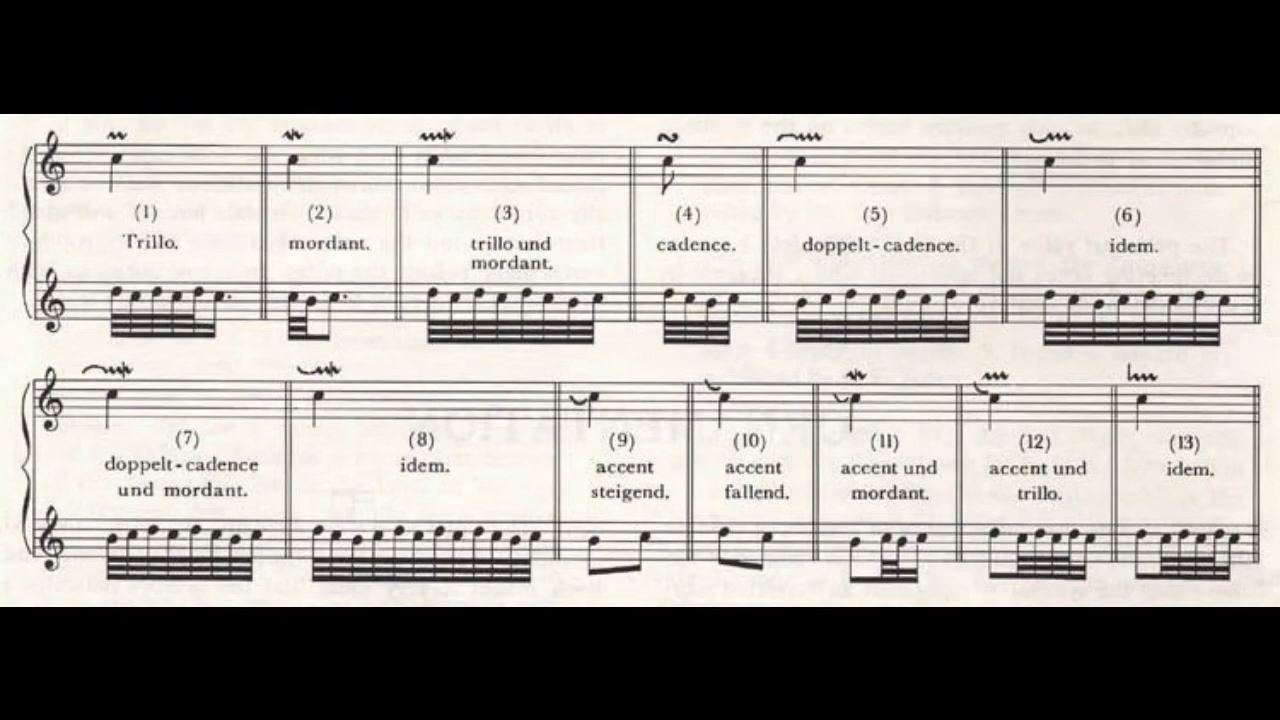 (1) (2) (3) (4) (5) (6)
Trillo. mordant. trillo und cadence. doppelt-cadence. idem.
mordant.
(7) (8) (9) (10) (11) (12) (13)
doppelt-cadence idem. accent accent accent und accent und idem.
und mordant. steigend. fallend. mordant. trillo.